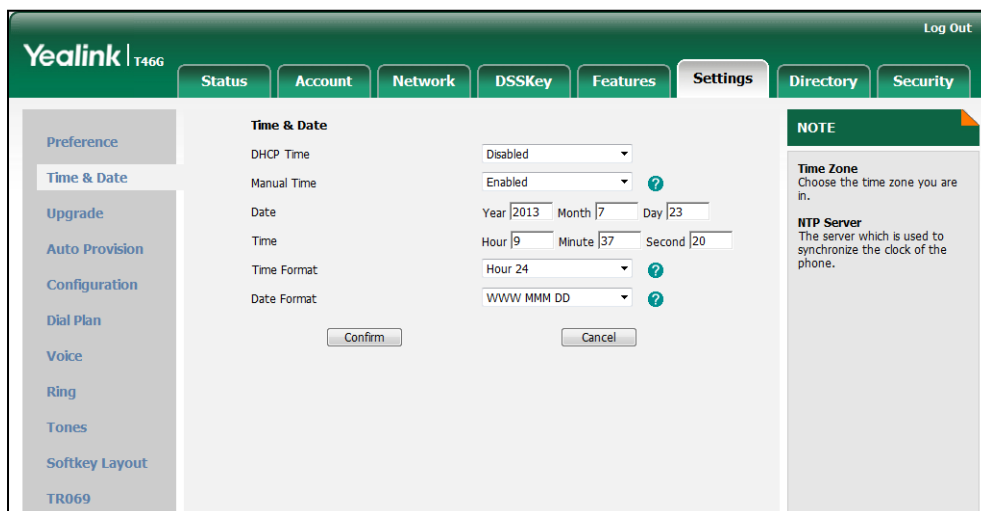 Log Out
Yealink T46G
Status Account Network DSSKey Features Settings Directory Security
Preference
Time & Date
Upgrade
Auto Provision
Configuration
Dial Plan
Voice
Ring
Tones
Softkey Layout
TR069
Time & Date
DHCP Time Disabled
Manual Time Enabled ?
Date Year 2013 Month 7 Day 23
Time Hour 9 Minute 37 Second 20
Time Format Hour 24 ?
Date Format WWW MMM DD ?
Confirm Cancel
NOTE
Time Zone
Choose the time zone you are
in.
NTP Server
The server which is used to
synchronize the clock of the
phone.